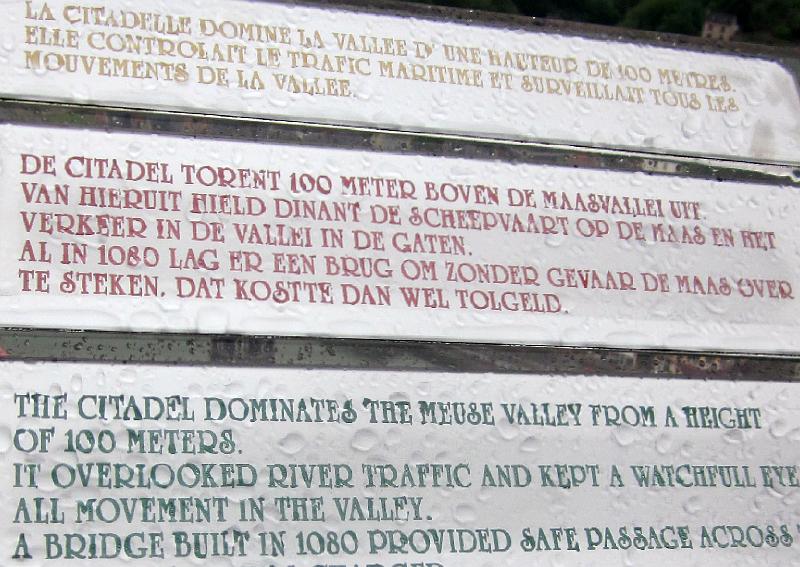 LA CITADELLE DOMINE LA VALLEE D'UNE HAUTEUR DE 100 METRES.
ELLE CONTROLAIT LE TRAFIC MARITIME ET SURVEILLAIT TOUS LES
MOUVEMENTS DE LA VALLEE.
DE CITADEL TORENT 100 METER BOVEN DE MAASVALLEI UIT.
VAN HIERUIT HIELD DINANT DE SCHEEPVAART OP DE MAAS EN HET
VERKEER IN DE VALLEI IN DE GATEN.
AL IN 1080 LAG ER EEN BRUG OM ZONDER GEVAAR DE MAAS OVER
TE STEKEN. DAT KOSTTE DAN WEL TOLGELD.
THE CITADEL DOMINATES THE MEUSE VALLEY FROM A HEIGHT
OF 100 METERS.
IT OVERLOOKED RIVER TRAFFIC AND KEPT A WATCHFULL EYE
ALL MOVEMENT IN THE VALLEY.
A BRIDGE BUILT IN 1080 PROVIDED SAFE PASSAGE ACROSS
CHARGED